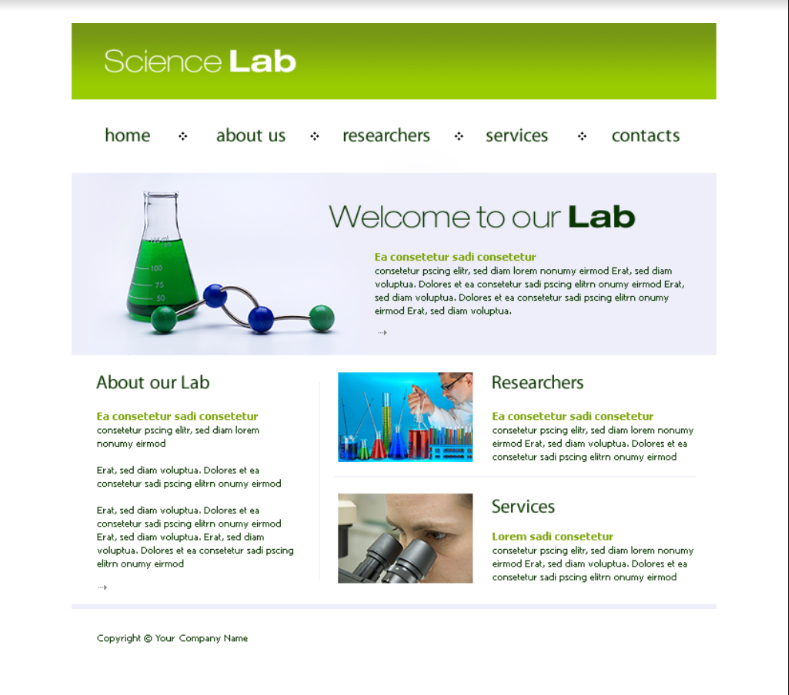 Science Lab
home about us researchers services contacts
Welcome to our Lab
Ea consetetur sadi consetetur
consetetur pscing elitr, sed diam lorem nonumy eirmod Erat, sed diam
voluptua. Dolores et ea consetetur sadi pscing elitrn onumy eirmod Erat,
sed diam voluptua. Dolores et ea consetetur sadi pscing elitrn onumy
eirmod Erat, sed diam voluptua.
100
75
50
About our Lab
Ea consetetur sadi consetetur
consetetur pscing elitr, sed diam lorem
nonumy eirmod
Erat, sed diam voluptua. Dolores et ea
consetetur sadi pscing elitrn onumy eirmod
Erat, sed diam voluptua. Dolores et ea
consetetur sadi pscing elitrn onumy eirmod
Erat, sed diam voluptua. Erat, sed diam
voluptua. Dolores et ea consetetur sadi pscing
elitrn onumy eirmod
Researchers
Ea consetetur sadi consetetur
consetetur pscing elitr, sed diam lorem nonumy
eirmod Erat, sed diam voluptua. Dolores et ea
consetetur sadi pscing elitrn onumy eirmod
Services
Lorem sadi consetetur
consetetur pscing elitr, sed diam lorem nonumy
eirmod Erat, sed diam voluptua. Dolores et ea
consetetur sadi pscing elitrn onumy eirmod
Copyright © Your Company Name